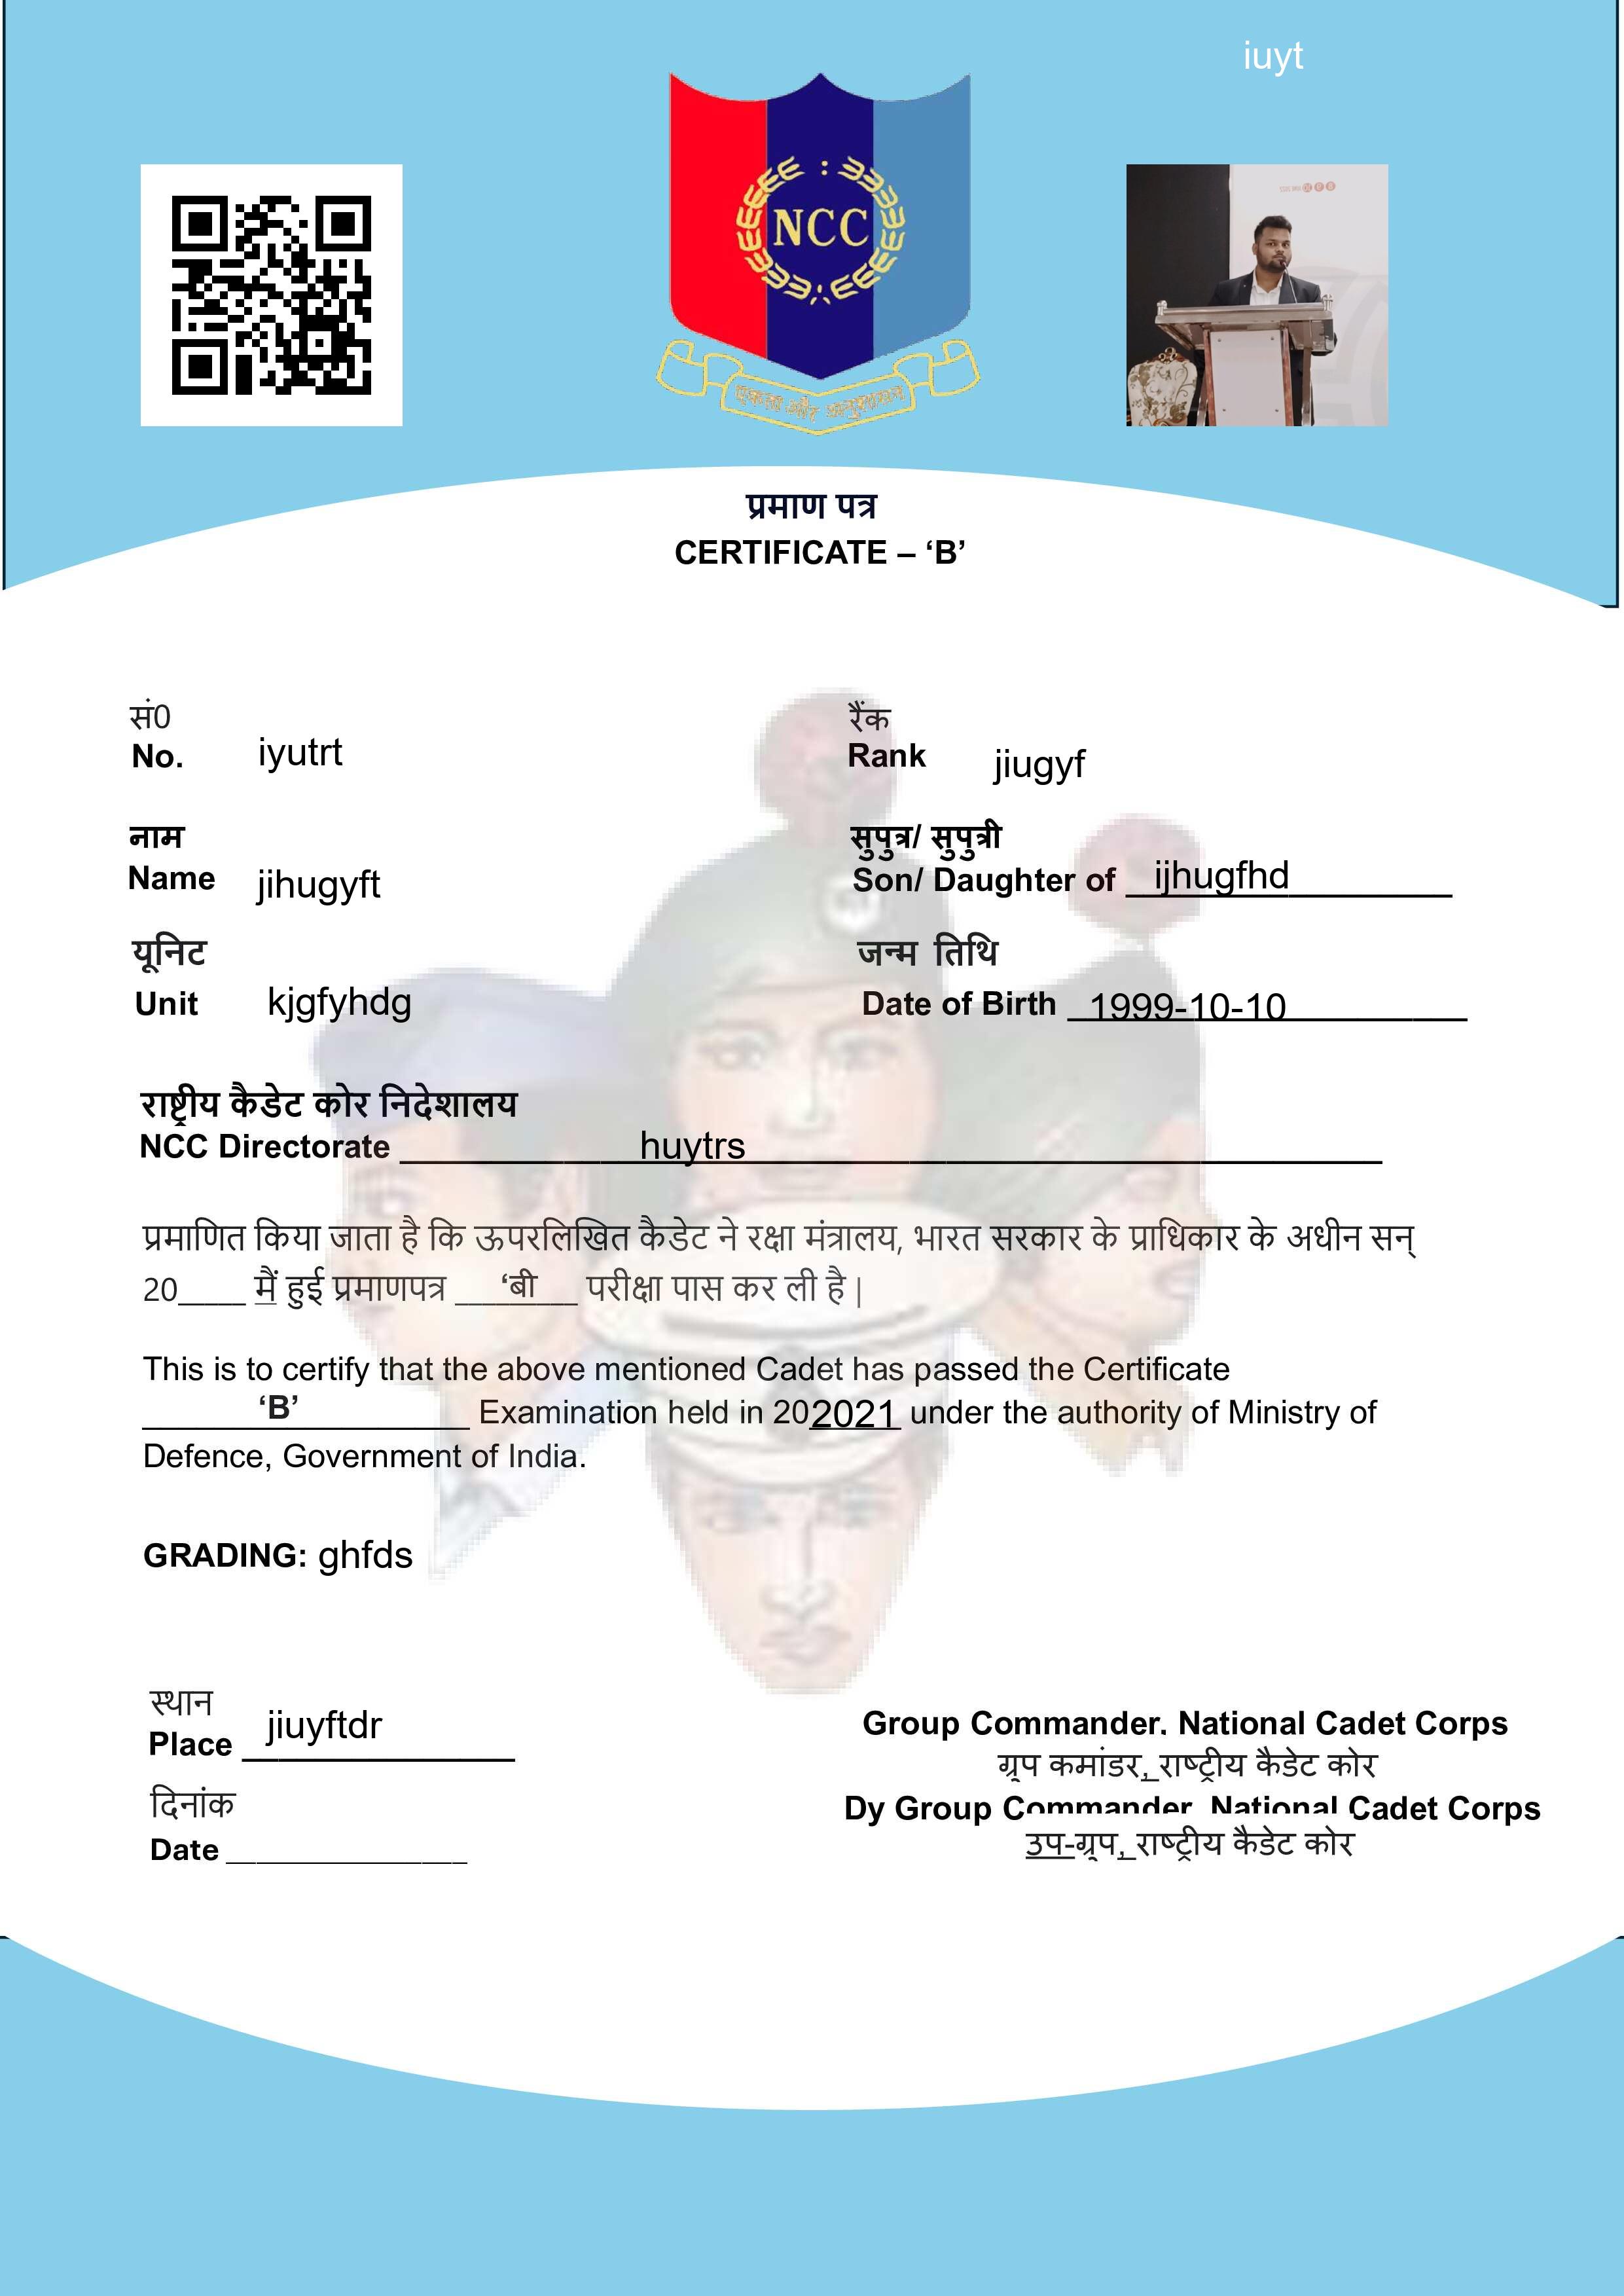 iuyt
NCC
एकता और अनुशासन
प्रमाण पत्र
CERTIFICATE – ‘B’
सं0
No. iyutrt
रैंक
Rank jiugyf
नाम
Name jihugyft
सुपुत्र/ सुपुत्री
Son/ Daughter of ijhugfhd
यूनिट
Unit kjgfyhdg
जन्म तिथि
Date of Birth 1999-10-10
राष्ट्रीय कैडेट कोर निदेशालय
NCC Directorate huytrs
प्रमाणित किया जाता है कि ऊपरलिखित कैडेट ने रक्षा मंत्रालय, भारत सरकार के प्राधिकार के अधीन सन्
20____ मैं हुई प्रमाणपत्र ‘बी परीक्षा पास कर ली है |
This is to certify that the above mentioned Cadet has passed the Certificate
‘B’ Examination held in 202021 under the authority of Ministry of
Defence, Government of India.
GRADING: ghfds
स्थान
Place jiuyftdr
दिनांक
Date ______________
Group Commander, National Cadet Corps
ग्रुप कमांडर, राष्ट्रीय कैडेट कोर
Dy Group Commander, National Cadet Corps
उप-ग्रुप, राष्ट्रीय कैडेट कोर